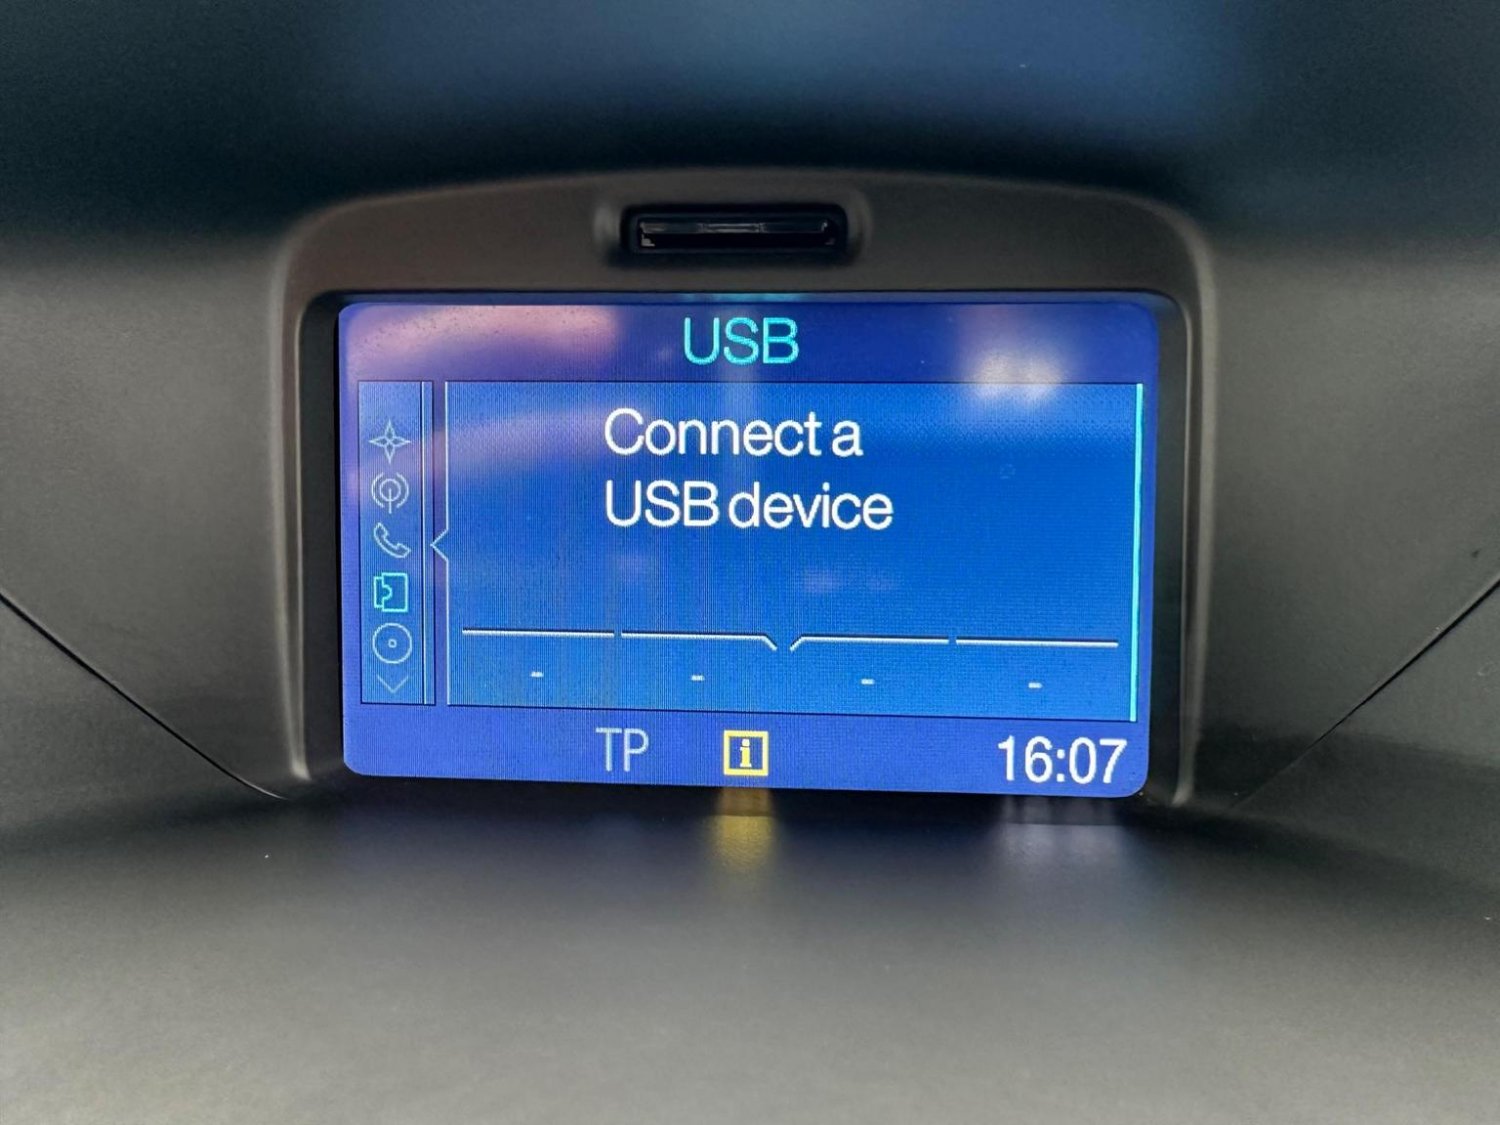 USB
Connect a
USB device
- - - -
TP i 16:07